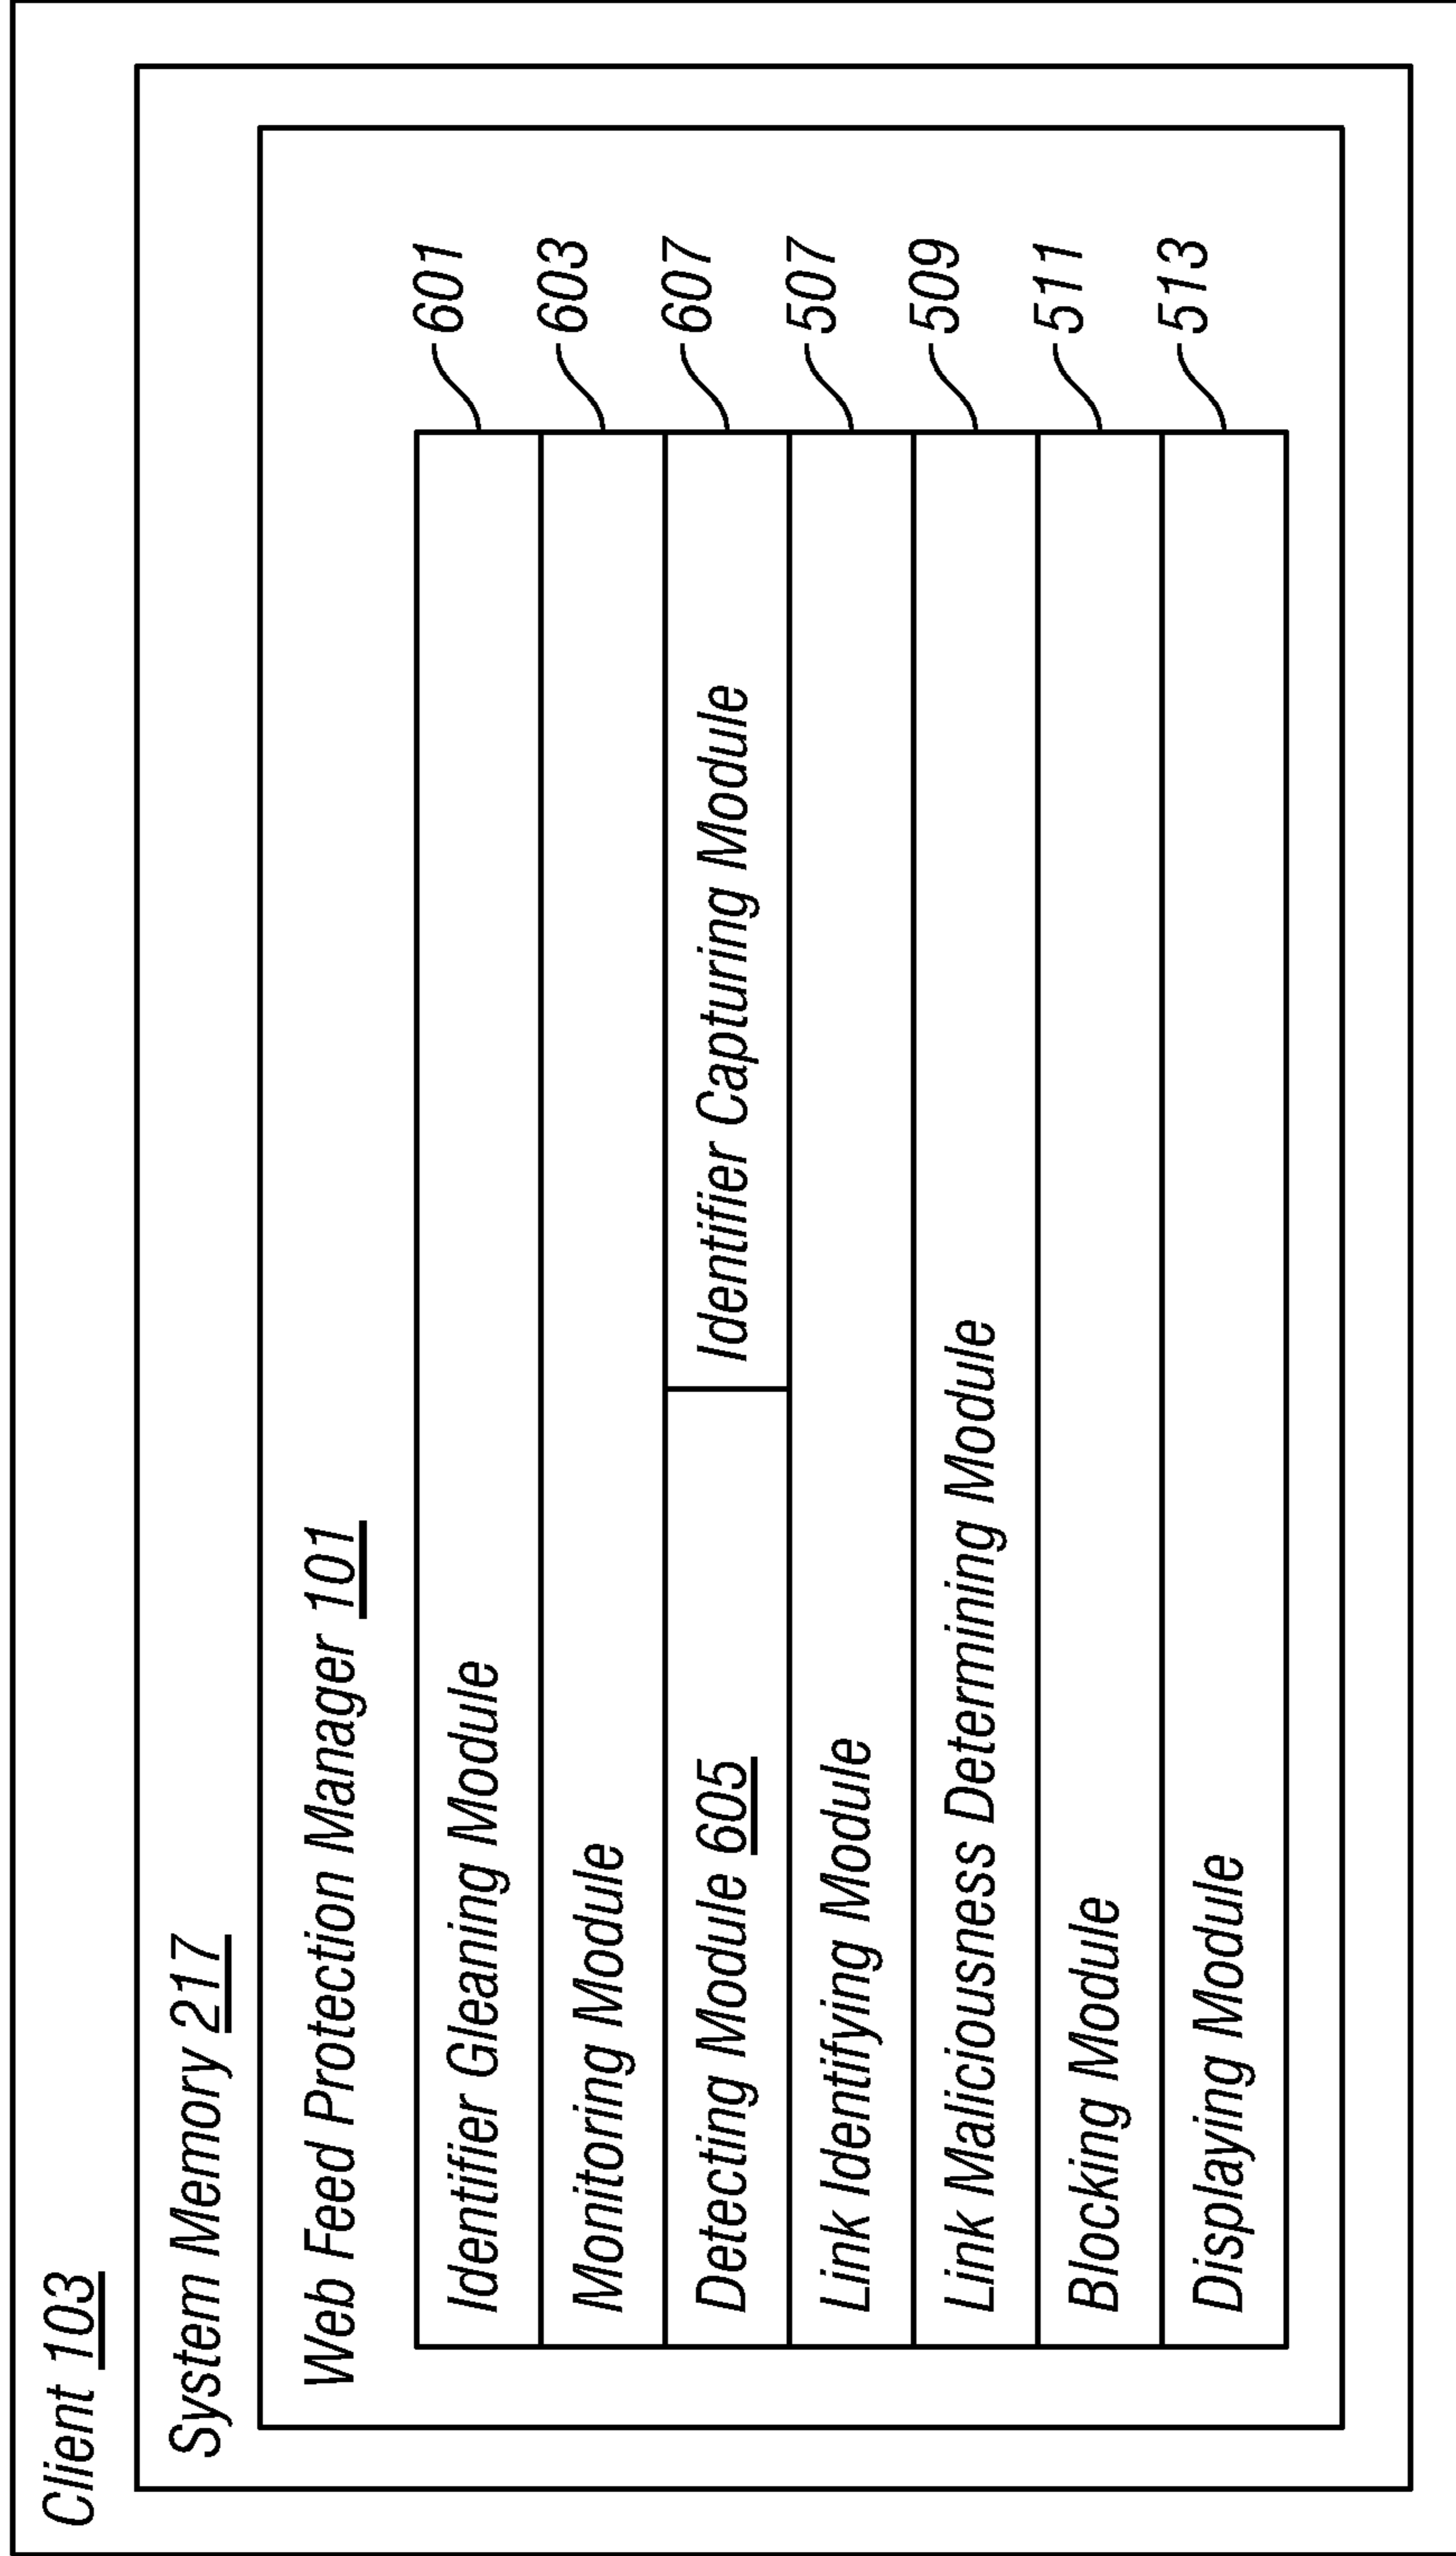 Client 103
System Memory 217
Web Feed Protection Manager 101
Identifier Gleaning Module 601
Monitoring Module 603
Detecting Module 605 Identifier Capturing Module 607
Link Identifying Module 507
Link Maliciousness Determining Module 509
Blocking Module 511
Displaying Module 513